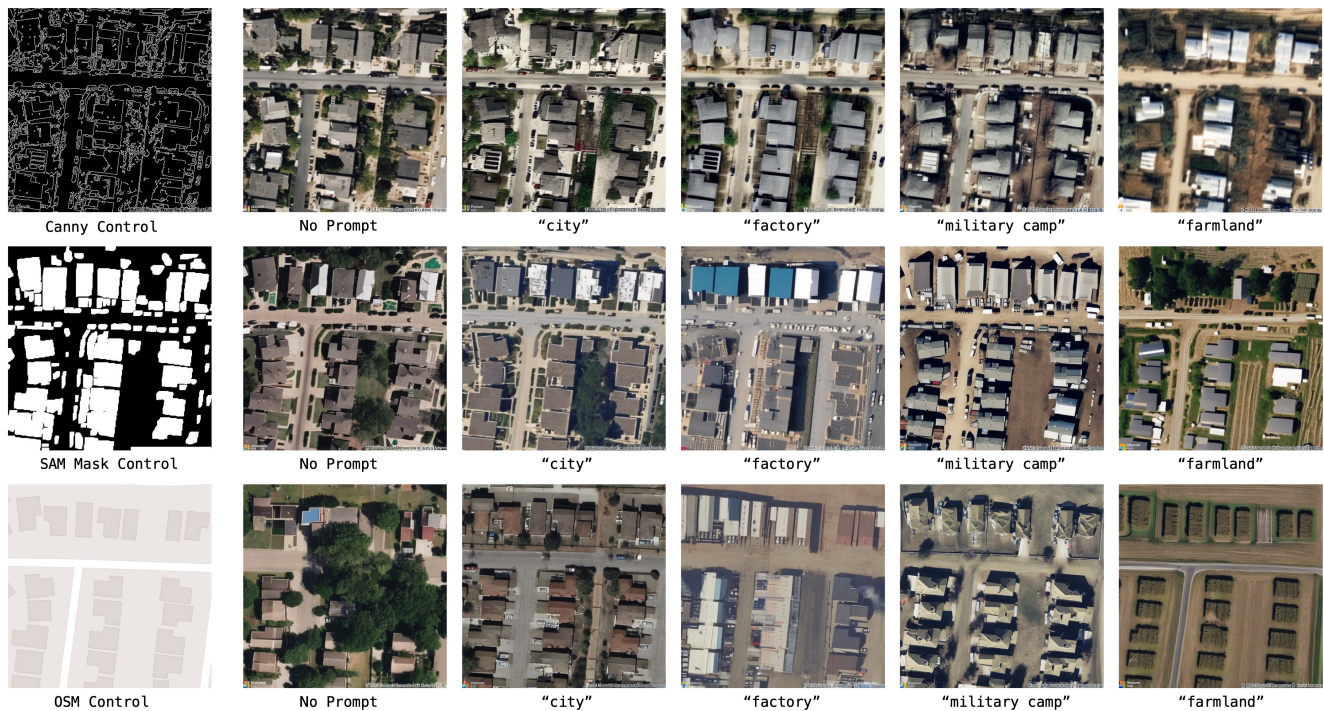 Canny Control
No Prompt
“city”
“factory”
“military camp”
“farmland”
SAM Mask Control
No Prompt
“city”
“factory”
“military camp”
“farmland”
OSM Control
No Prompt
“city”
“factory”
“military camp”
“farmland”